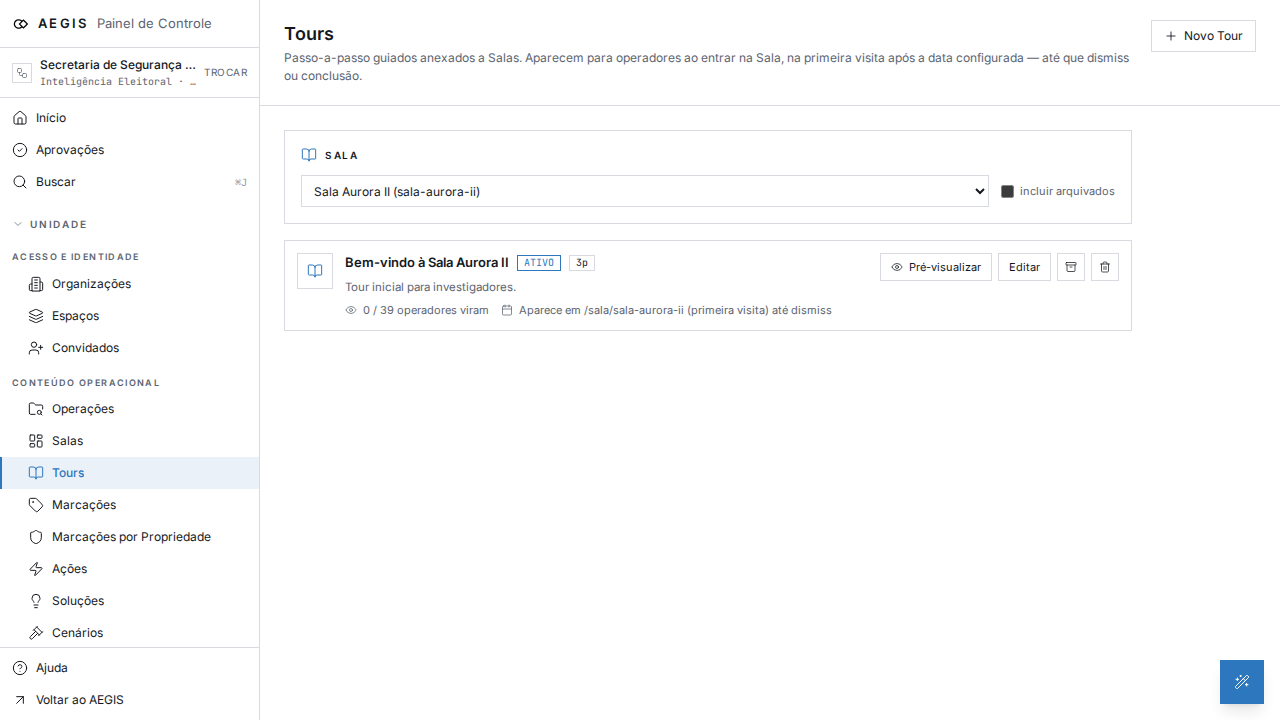 AEGIS Painel de Controle
Secretaria de Segurança ...
Inteligência Eleitoral · …
TROCAR
Início
Aprovações
Buscar ⌘J
UNIDADE
ACESSO E IDENTIDADE
Organizações
Espaços
Convidados
CONTEÚDO OPERACIONAL
Operações
Salas
Tours
Marcações
Marcações por Propriedade
Ações
Soluções
Cenários
Ajuda
Voltar ao AEGIS
Tours
Passo-a-passo guiados anexados a Salas. Aparecem para operadores ao entrar na Sala, na primeira visita após a data configurada — até que dismiss
ou conclusão.
Novo Tour
SALA
Sala Aurora II (sala-aurora-ii)
incluir arquivados
Bem-vindo à Sala Aurora II ATIVO 3p
Tour inicial para investigadores.
0 / 39 operadores viram Aparece em /sala/sala-aurora-ii (primeira visita) até dismiss
Pré-visualizar
Editar